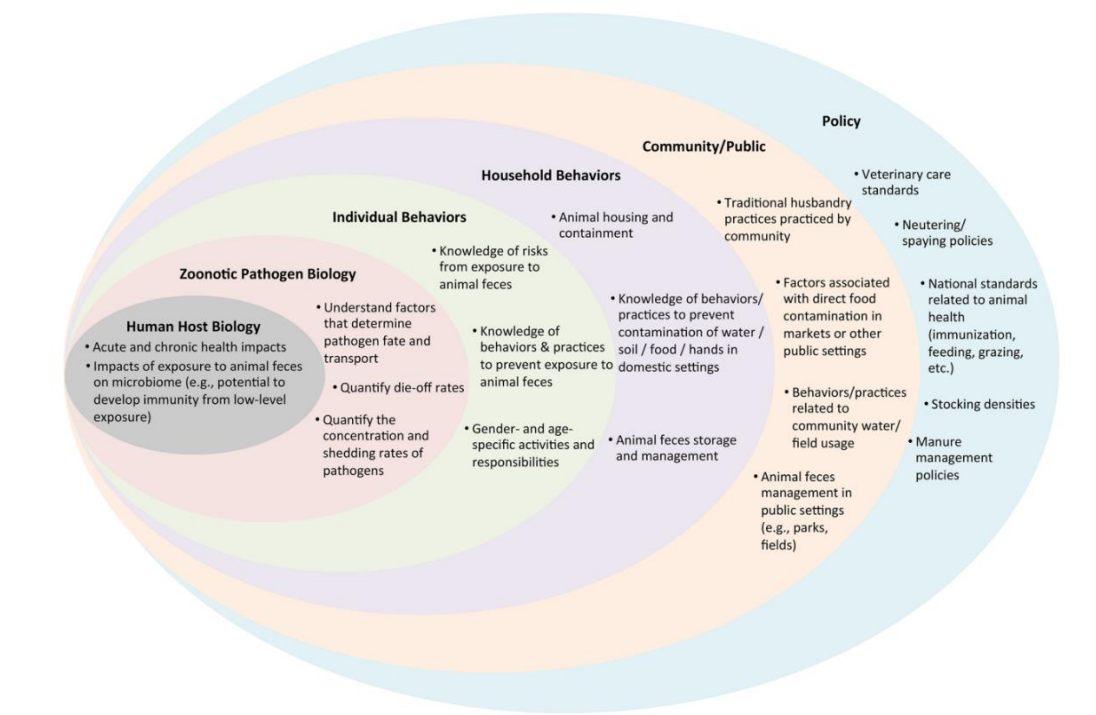 Policy
• Veterinary care
standards
• Neutering/
spaying policies
• National standards
related to animal
health
(immunization,
feeding, grazing,
etc.)
• Stocking densities
• Manure
management
policies
Community/Public
• Traditional husbandry
practices practiced by
community
• Factors associated
with direct food
contamination in
markets or other
public settings
• Behaviors/practices
related to
community water/
field usage
• Animal feces
management in
public settings
(e.g., parks,
fields)
Household Behaviors
• Animal housing and
containment
• Knowledge of behaviors/
practices to prevent
contamination of water /
soil / food / hands in
domestic settings
• Animal feces storage
and management
Individual Behaviors
• Knowledge of risks
from exposure to
animal feces
• Knowledge of
behaviors & practices
to prevent exposure to
animal feces
• Gender- and age-
specific activities and
responsibilities
Zoonotic Pathogen Biology
• Understand factors
that determine
pathogen fate and
transport
• Quantify die-off rates
• Quantify the
concentration and
shedding rates of
pathogens
Human Host Biology
• Acute and chronic health impacts
• Impacts of exposure to animal feces
on microbiome (e.g., potential to
develop immunity from low-level
exposure)